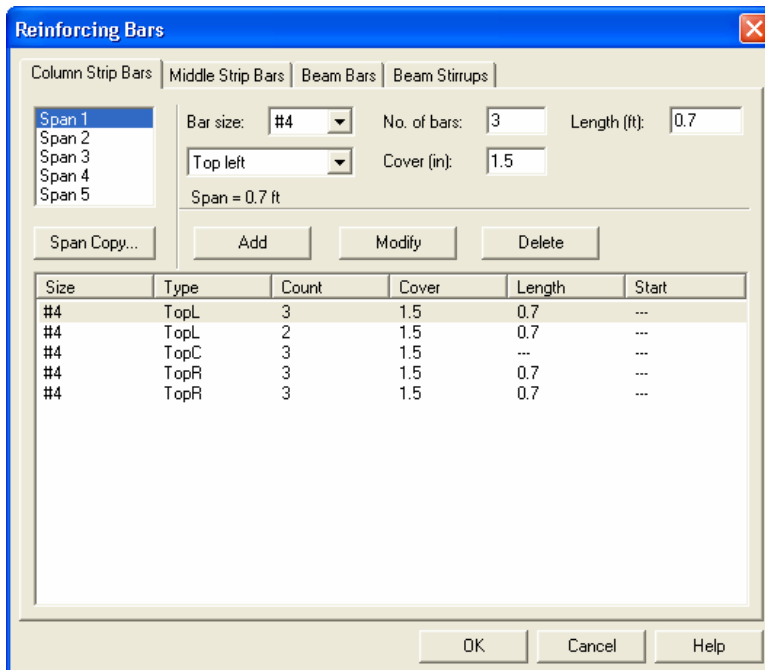 Reinforcing Bars
Column Strip Bars Middle Strip Bars Beam Bars Beam Stirrups
Span 1
Span 2
Span 3
Span 4
Span 5
Bar size: #4 No. of bars: 3 Length (ft): 0.7
Top left Cover (in): 1.5
Span = 0.7 ft
Span Copy... Add Modify Delete
Size Type Count Cover Length Start
#4 TopL 3 1.5 0.7 ---
#4 TopL 2 1.5 0.7 ---
#4 TopC 3 1.5 --- ---
#4 TopR 3 1.5 0.7 ---
#4 TopR 3 1.5 0.7 ---
OK Cancel Help